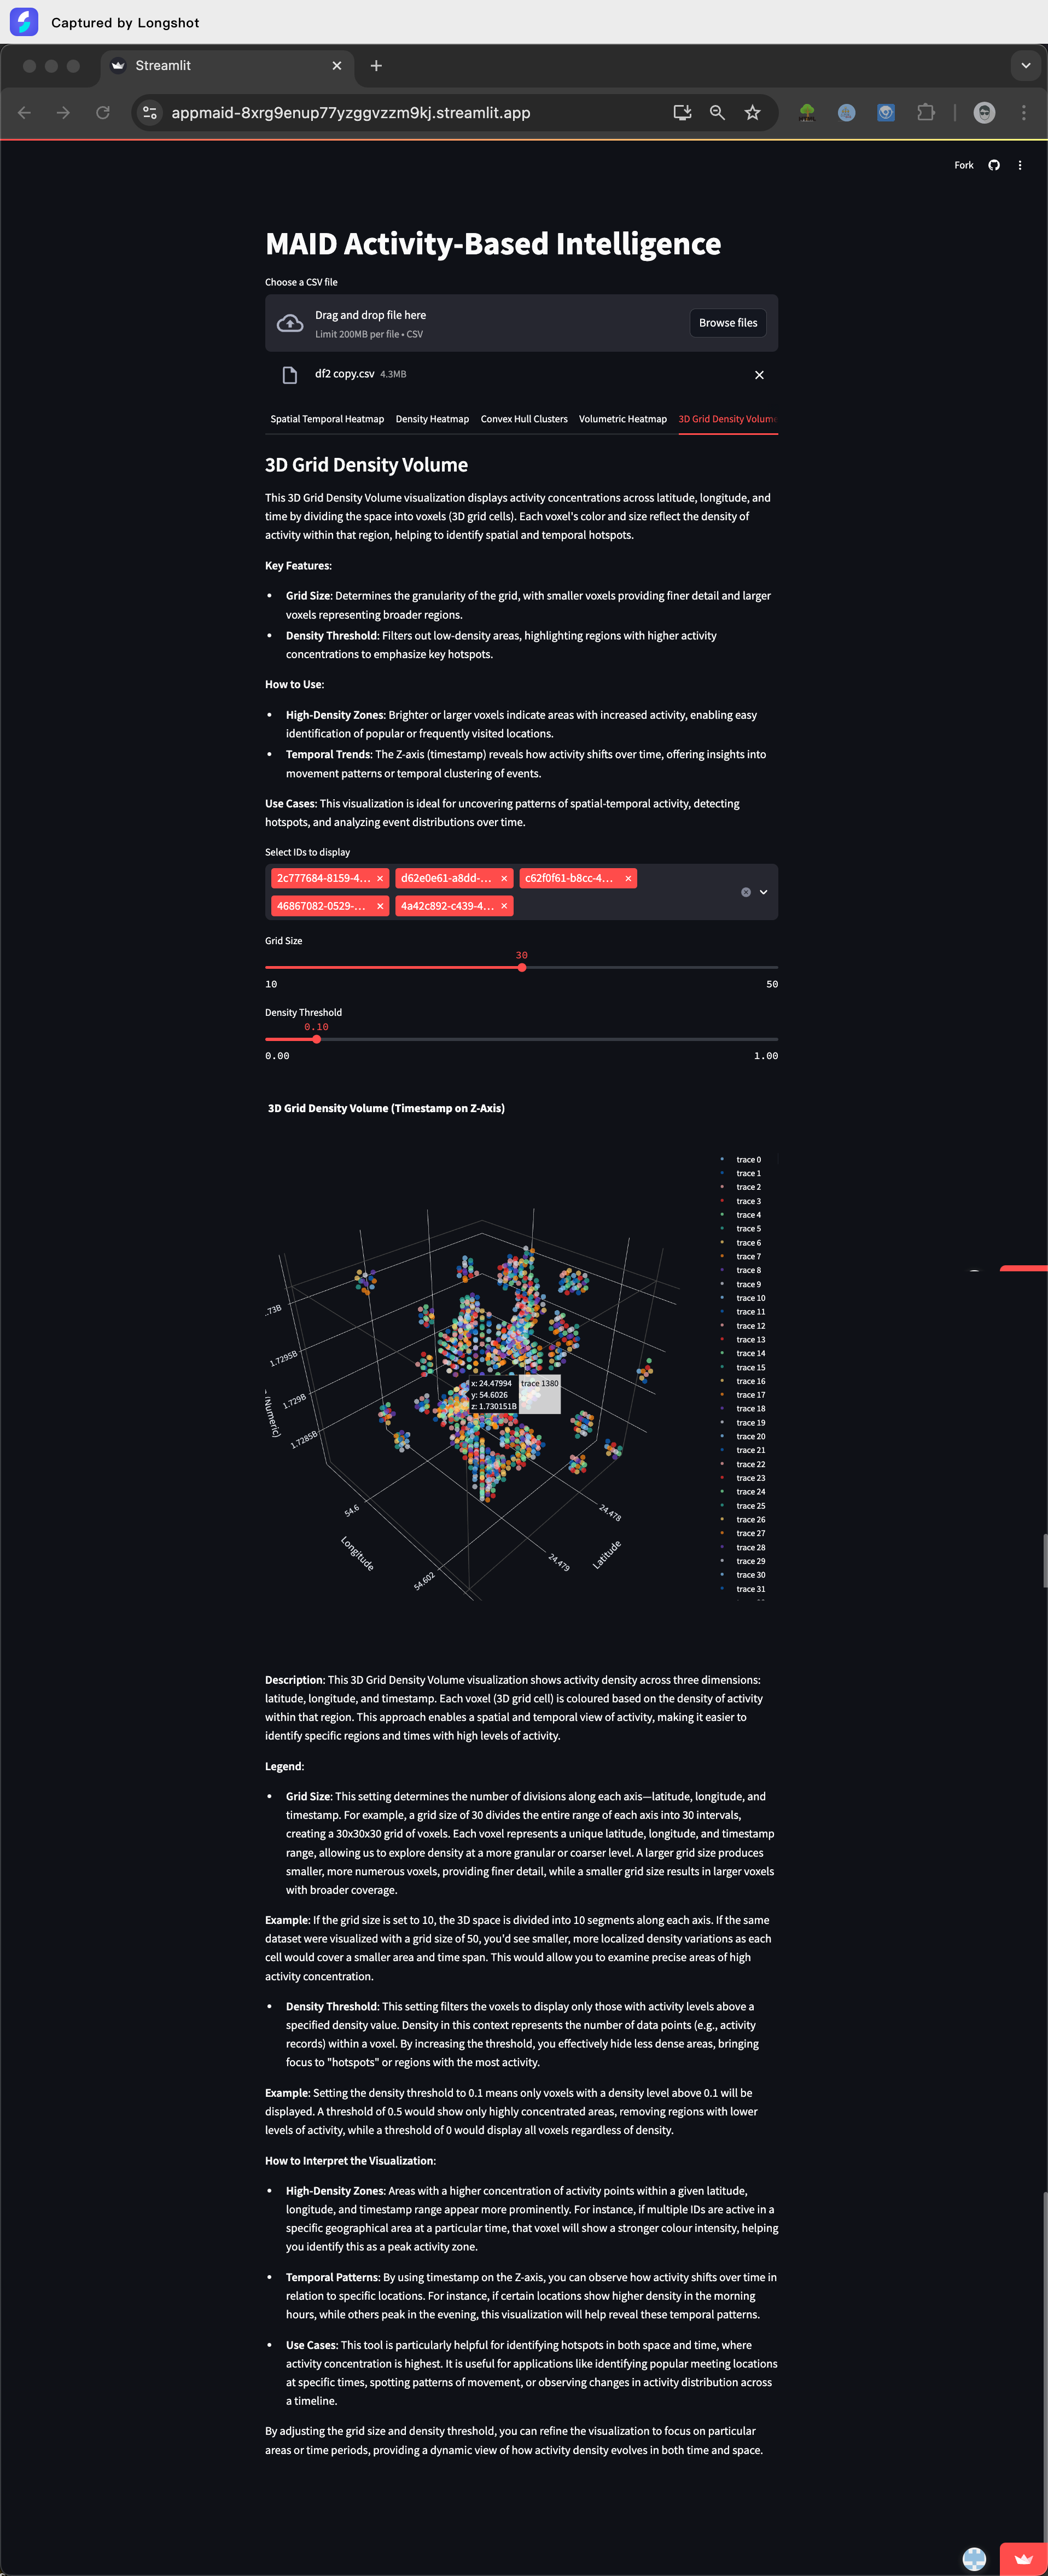 Captured by Longshot
Streamlit
appmaid-8xrg9enup77yzggvzzm9kj.streamlit.app
Fork
MAID Activity-Based Intelligence
Choose a CSV file
Drag and drop file here
Limit 200MB per file • CSV
Browse files
df2 copy.csv 4.3MB
Spatial Temporal Heatmap Density Heatmap Convex Hull Clusters Volumetric Heatmap 3D Grid Density Volume
3D Grid Density Volume
This 3D Grid Density Volume visualization displays activity concentrations across latitude, longitude, and
time by dividing the space into voxels (3D grid cells). Each voxel's color and size reflect the density of
activity within that region, helping to identify spatial and temporal hotspots.
Key Features:
• Grid Size: Determines the granularity of the grid, with smaller voxels providing finer detail and larger
voxels representing broader regions.
• Density Threshold: Filters out low-density areas, highlighting regions with higher activity
concentrations to emphasize key hotspots.
How to Use:
• High-Density Zones: Brighter or larger voxels indicate areas with increased activity, enabling easy
identification of popular or frequently visited locations.
• Temporal Trends: The Z-axis (timestamp) reveals how activity shifts over time, offering insights into
movement patterns or temporal clustering of events.
Use Cases: This visualization is ideal for uncovering patterns of spatial-temporal activity, detecting
hotspots, and analyzing event distributions over time.
Select IDs to display
2c777684-8159-4... d62e0e61-a8dd-... c62f0f61-b8cc-4...
46867082-0529-... 4a42c892-c439-4...
Grid Size
30
10 50
Density Threshold
0.10
0.00 1.00
3D Grid Density Volume (Timestamp on Z-Axis)
trace 0
trace 1
trace 2
trace 3
trace 4
trace 5
trace 6
trace 7
trace 8
trace 9
trace 10
trace 11
trace 12
trace 13
trace 14
trace 15
trace 16
trace 17
trace 18
trace 19
trace 20
trace 21
trace 22
trace 23
trace 24
trace 25
trace 26
trace 27
trace 28
trace 29
trace 30
trace 31
.73B
1.7295B
1.729B
1.7285B
(Numeric)
x: 24.47994
y: 54.6026
z: 1.730151B
trace 1380
54.6
54.602
Longitude
24.478
24.479
Latitude
Description: This 3D Grid Density Volume visualization shows activity density across three dimensions:
latitude, longitude, and timestamp. Each voxel (3D grid cell) is coloured based on the density of activity
within that region. This approach enables a spatial and temporal view of activity, making it easier to
identify specific regions and times with high levels of activity.
Legend:
• Grid Size: This setting determines the number of divisions along each axis—latitude, longitude, and
timestamp. For example, a grid size of 30 divides the entire range of each axis into 30 intervals,
creating a 30x30x30 grid of voxels. Each voxel represents a unique latitude, longitude, and timestamp
range, allowing us to explore density at a more granular or coarser level. A larger grid size produces
smaller, more numerous voxels, providing finer detail, while a smaller grid size results in larger voxels
with broader coverage.
Example: If the grid size is set to 10, the 3D space is divided into 10 segments along each axis. If the same
dataset were visualized with a grid size of 50, you'd see smaller, more localized density variations as each
cell would cover a smaller area and time span. This would allow you to examine precise areas of high
activity concentration.
• Density Threshold: This setting filters the voxels to display only those with activity levels above a
specified density value. Density in this context represents the number of data points (e.g., activity
records) within a voxel. By increasing the threshold, you effectively hide less dense areas, bringing
focus to "hotspots" or regions with the most activity.
Example: Setting the density threshold to 0.1 means only voxels with a density level above 0.1 will be
displayed. A threshold of 0.5 would show only highly concentrated areas, removing regions with lower
levels of activity, while a threshold of 0 would display all voxels regardless of density.
How to Interpret the Visualization:
• High-Density Zones: Areas with a higher concentration of activity points within a given latitude,
longitude, and timestamp range appear more prominently. For instance, if multiple IDs are active in a
specific geographical area at a particular time, that voxel will show a stronger colour intensity, helping
you identify this as a peak activity zone.
• Temporal Patterns: By using timestamp on the Z-axis, you can observe how activity shifts over time in
relation to specific locations. For instance, if certain locations show higher density in the morning
hours, while others peak in the evening, this visualization will help reveal these temporal patterns.
• Use Cases: This tool is particularly helpful for identifying hotspots in both space and time, where
activity concentration is highest. It is useful for applications like identifying popular meeting locations
at specific times, spotting patterns of movement, or observing changes in activity distribution across
a timeline.
By adjusting the grid size and density threshold, you can refine the visualization to focus on particular
areas or time periods, providing a dynamic view of how activity density evolves in both time and space.